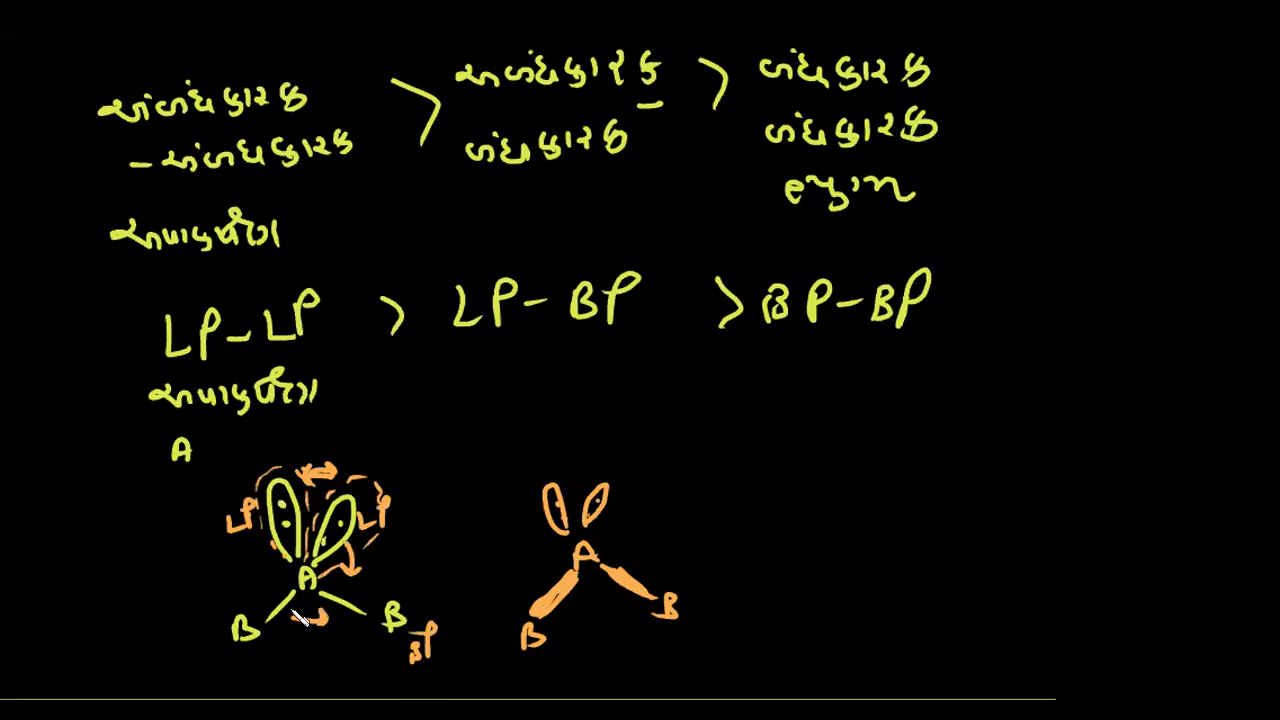 અબંધકારક > અબંધકારક > બંધકારક
- અબંધકારક બંધકારક બંધકારક
અપાકર્ષણ
LP-LP > LP-BP > BP-BP
અપાકર્ષણ
A
LP LP
A A
B B B B
BP